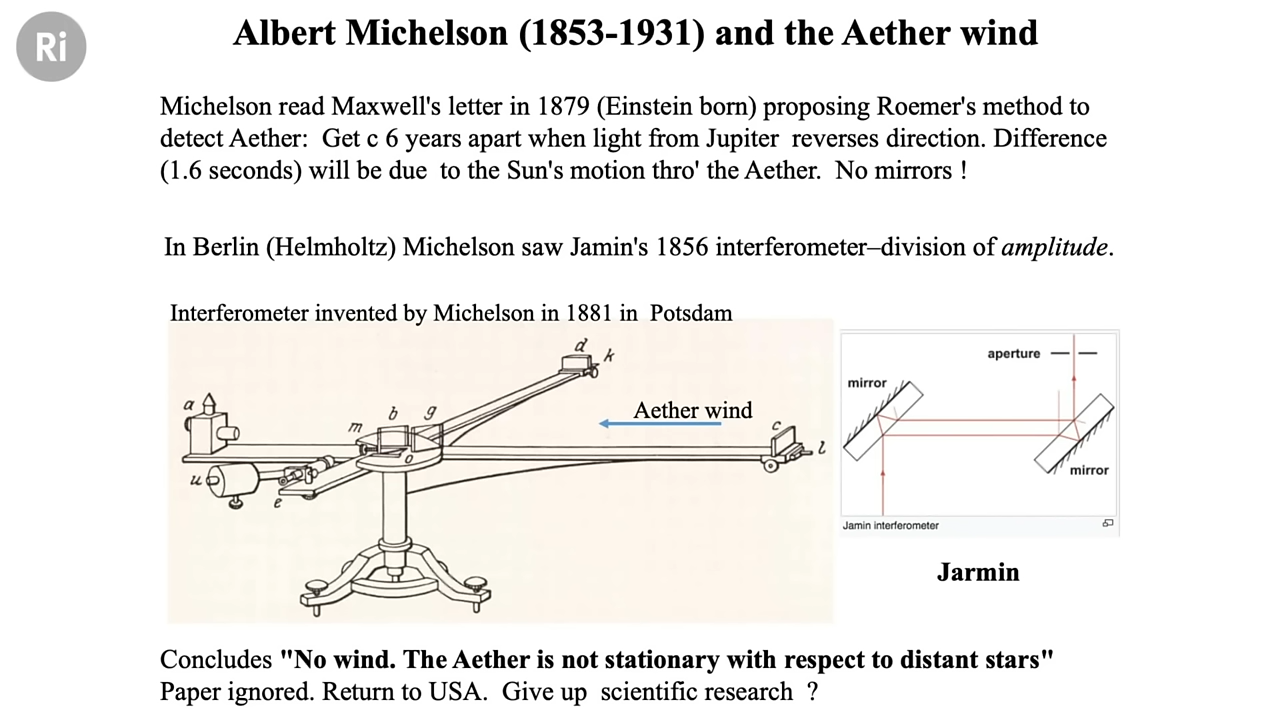 Ri
Albert Michelson (1853-1931) and the Aether wind
Michelson read Maxwell's letter in 1879 (Einstein born) proposing Roemer's method to
detect Aether: Get c 6 years apart when light from Jupiter reverses direction. Difference
(1.6 seconds) will be due to the Sun's motion thro' the Aether. No mirrors !
In Berlin (Helmholtz) Michelson saw Jamin's 1856 interferometer–division of amplitude.
Interferometer invented by Michelson in 1881 in Potsdam
d k
a
m b g
Aether wind
c
l
o
u
e
aperture
mirror
mirror
Jamin interferometer
Jarmin
Concludes "No wind. The Aether is not stationary with respect to distant stars"
Paper ignored. Return to USA. Give up scientific research ?